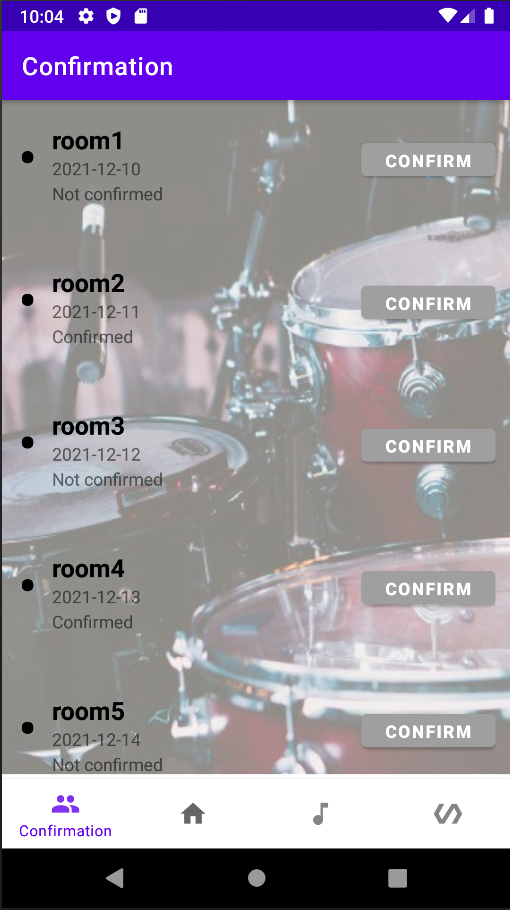 10:04
Confirmation
room1
2021-12-10
Not confirmed
CONFIRM
room2
2021-12-11
Confirmed
CONFIRM
room3
2021-12-12
Not confirmed
CONFIRM
room4
2021-12-13
Confirmed
CONFIRM
room5
2021-12-14
Not confirmed
CONFIRM
Confirmation